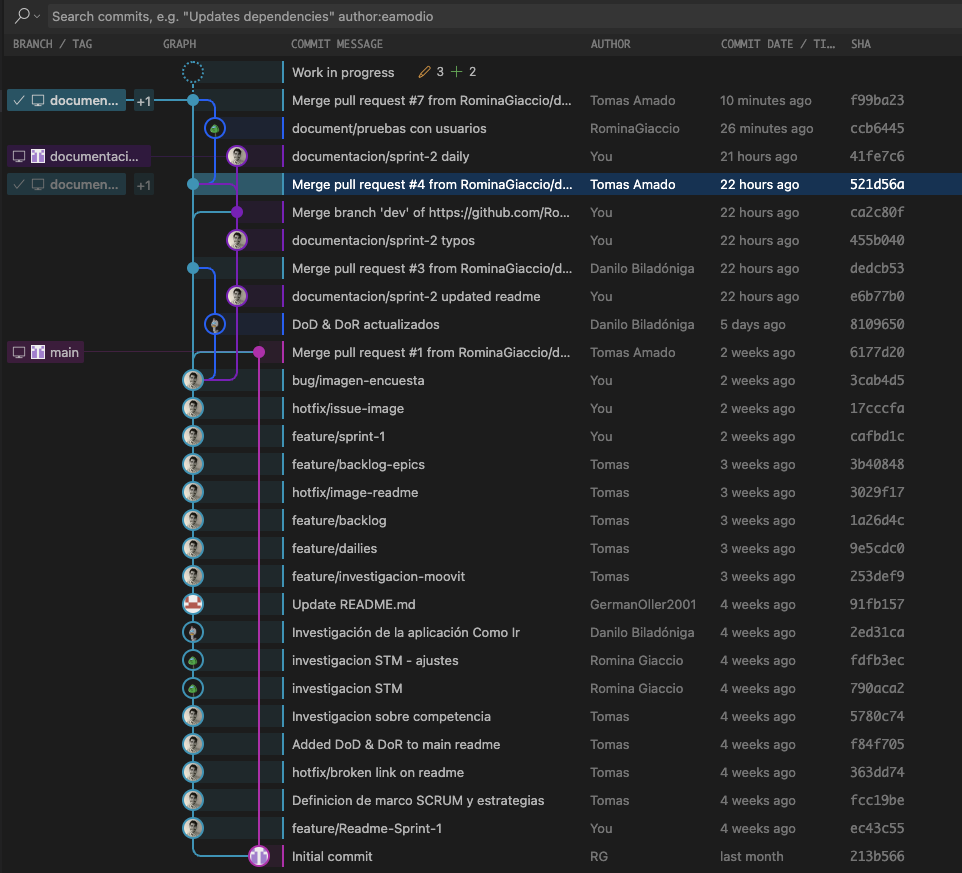 Search commits, e.g. "Updates dependencies" author:eamodio
BRANCH / TAG GRAPH COMMIT MESSAGE AUTHOR COMMIT DATE / TI... SHA
Work in progress 3 2
documen... +1 Merge pull request #7 from RominaGiaccio/d... Tomas Amado 10 minutes ago f99ba23
document/pruebas con usuarios RominaGiaccio 26 minutes ago ccb6445
documentaci... documentacion/sprint-2 daily You 21 hours ago 41fe7c6
documen... +1 Merge pull request #4 from RominaGiaccio/d... Tomas Amado 22 hours ago 521d56a
Merge branch 'dev' of https://github.com/Ro... You 22 hours ago ca2c80f
documentacion/sprint-2 typos You 22 hours ago 455b040
Merge pull request #3 from RominaGiaccio/d... Danilo Biladóniga 22 hours ago dedcb53
documentacion/sprint-2 updated readme You 22 hours ago e6b77b0
DoD & DoR actualizados Danilo Biladóniga 5 days ago 8109650
main Merge pull request #1 from RominaGiaccio/d... Tomas Amado 2 weeks ago 6177d20
bug/imagen-encuesta You 2 weeks ago 3cab4d5
hotfix/issue-image You 2 weeks ago 17cccfa
feature/sprint-1 You 2 weeks ago cafbd1c
feature/backlog-epics Tomas 3 weeks ago 3b40848
hotfix/image-readme Tomas 3 weeks ago 3029f17
feature/backlog Tomas 3 weeks ago 1a26d4c
feature/dailies Tomas 3 weeks ago 9e5cdc0
feature/investigacion-moovit Tomas 3 weeks ago 253def9
Update README.md GermanOller2001 4 weeks ago 91fb157
Investigación de la aplicación Como Ir Danilo Biladóniga 4 weeks ago 2ed31ca
investigacion STM - ajustes Romina Giaccio 4 weeks ago fdfb3ec
investigacion STM Romina Giaccio 4 weeks ago 790aca2
Investigacion sobre competencia Tomas 4 weeks ago 5780c74
Added DoD & DoR to main readme Tomas 4 weeks ago f84f705
hotfix/broken link on readme Tomas 4 weeks ago 363dd74
Definicion de marco SCRUM y estrategias Tomas 4 weeks ago fcc19be
feature/Readme-Sprint-1 You 4 weeks ago ec43c55
Initial commit RG last month 213b566